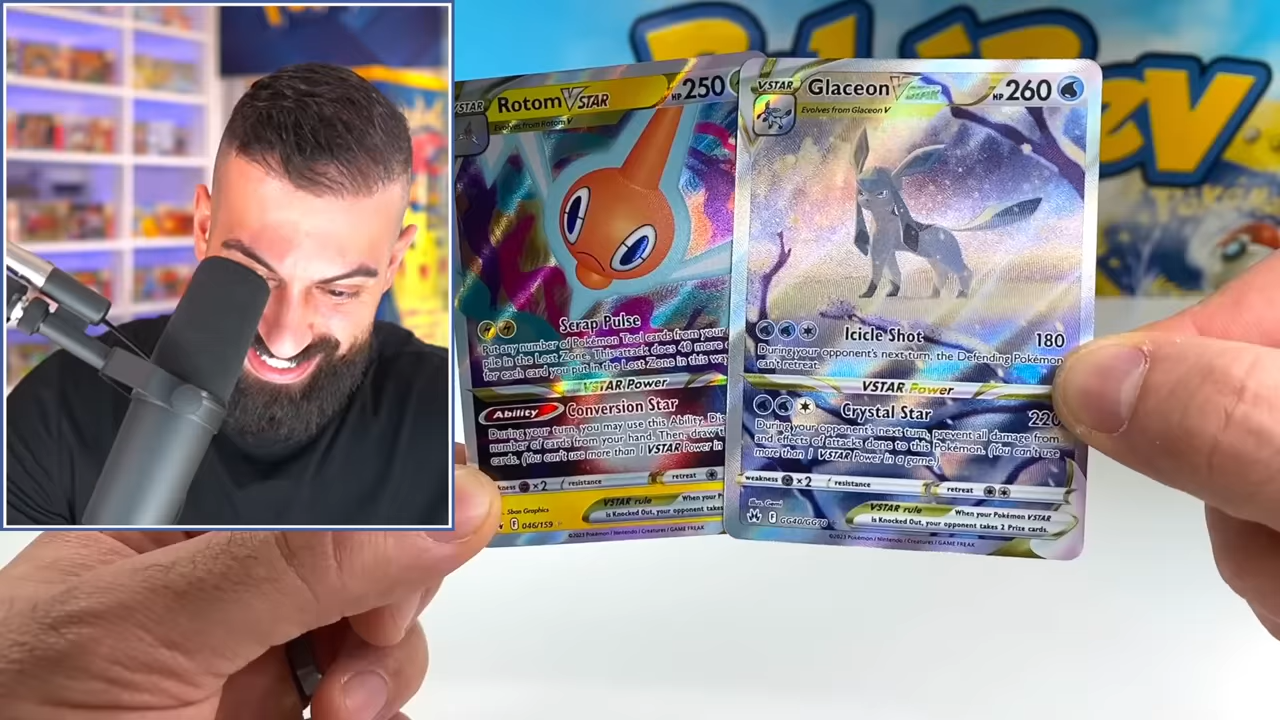 VSTAR
Rotom VSTAR
HP 250
Evolves from Rotom V
Scrap Pulse
Put any number of Pokémon Tool cards from your
pile in the Lost Zone. This attack does 40 more
for each card you put in the Lost Zone in this way
VSTAR Power
Ability
Conversion Star
During your turn, you may use this Ability. Dis
number of cards from your hand. Then, draw t
cards. (You can't use more than 1 VSTAR Power in
×2
resistance
retreat
VSTAR rule
When your P
is Knocked Out, your opponent takes
5ban Graphics
F 046/159
©2023 Pokémon / Nintendo / Creatures / GAME FREAK
VSTAR
Glaceon VSTAR
HP 260
Evolves from Glaceon V
Icicle Shot
180
During your opponent's next turn, the Defending Pokémon
can't retreat.
VSTAR Power
Crystal Star
220
During your opponent's next turn, prevent all damage from
and effects of attacks done to this Pokémon. (You can't use
more than 1 VSTAR Power in a game.)
weakness ×2
resistance
retreat
VSTAR rule
When your Pokémon VSTAR
is Knocked Out, your opponent takes 2 Prize cards.
F GG40/GG70
©2023 Pokémon / Nintendo / Creatures / GAME FREAK